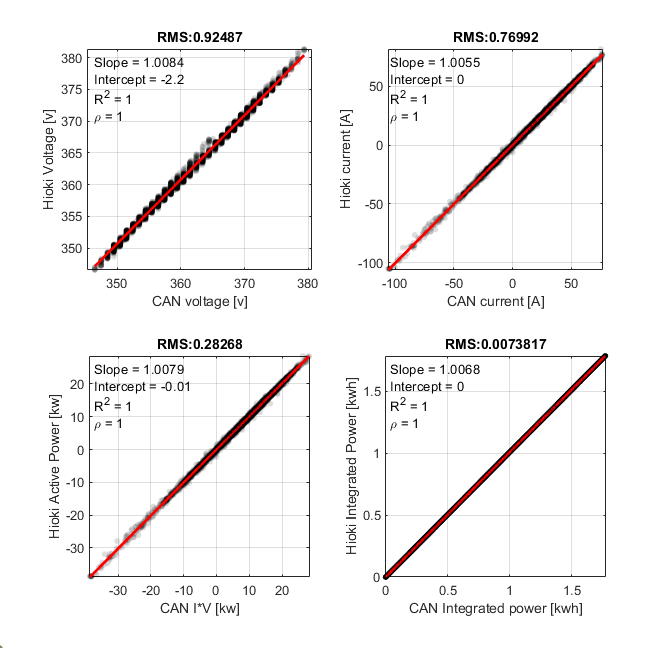 RMS:0.92487
Slope = 1.0084
Intercept = -2.2
R² = 1
ρ = 1
380
375
370
365
360
355
350
Hioki Voltage [v]
350 360 370 380
CAN voltage [v]
RMS:0.76992
Slope = 1.0055
Intercept = 0
R² = 1
ρ = 1
50
0
-50
-100
Hioki current [A]
-100 -50 0 50
CAN current [A]
RMS:0.28268
Slope = 1.0079
Intercept = -0.01
R² = 1
ρ = 1
20
10
0
-10
-20
-30
Hioki Active Power [kw]
-30 -20 -10 0 10 20
CAN I*V [kw]
RMS:0.0073817
Slope = 1.0068
Intercept = 0
R² = 1
ρ = 1
1.5
1
0.5
0
Hioki Integrated Power [kwh]
0 0.5 1 1.5
CAN Integrated power [kwh]